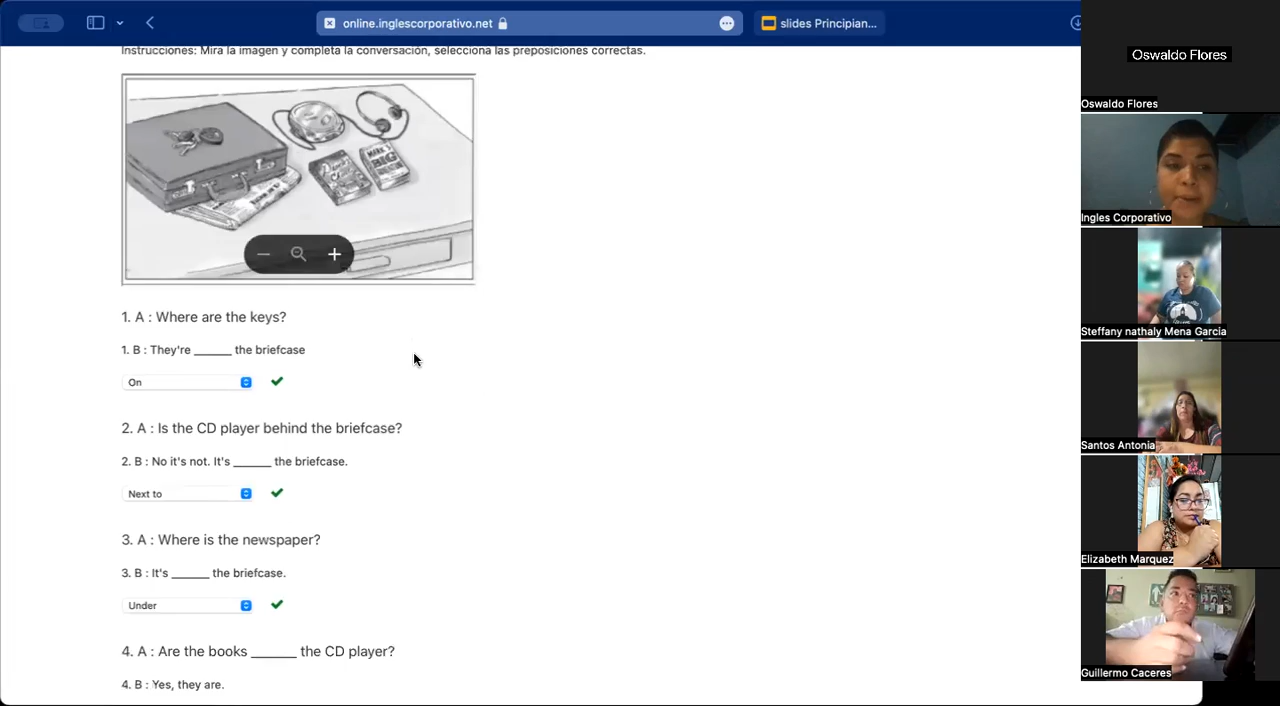 online.inglescorporativo.net
slides Principian...
Oswaldo Flores
Instrucciones: Mira la imagen y completa la conversación, selecciona las preposiciones correctas.
Oswaldo Flores
Ingles Corporativo
1. A : Where are the keys?
1. B : They're ______ the briefcase
On
Steffany nathaly Mena Garcia
2. A : Is the CD player behind the briefcase?
2. B : No it's not. It's ______ the briefcase.
Next to
Santos Antonia
3. A : Where is the newspaper?
3. B : It's ______ the briefcase.
Under
Elizabeth Marquez
4. A : Are the books ______ the CD player?
4. B : Yes, they are.
Guillermo Caceres